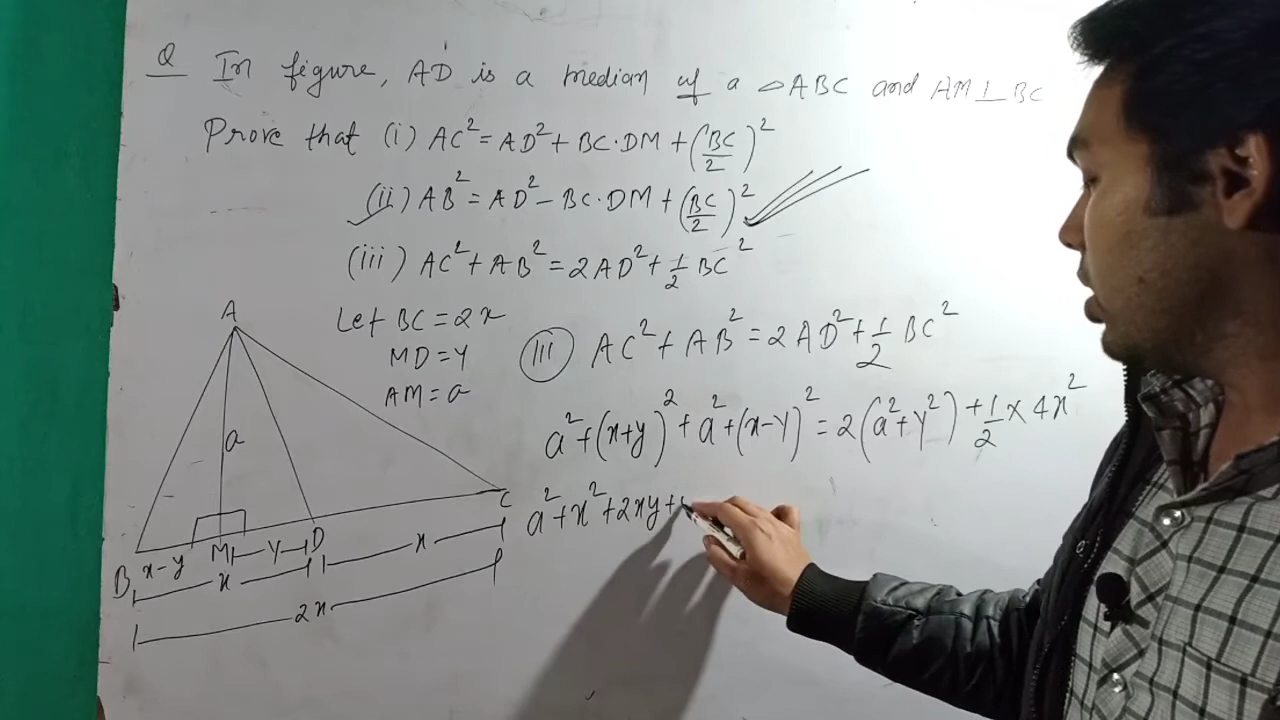 Q In figure, AD is a median of a △ABC and AM⊥BC
Prove that (i) AC² = AD² + BC·DM + (BC/2)²
(ii) AB² = AD² − BC·DM + (BC/2)²
(iii) AC² + AB² = 2AD² + 1/2 BC²
Let BC = 2x
MD = y
AM = a
(III) AC² + AB² = 2AD² + 1/2 BC²
a² + (x+y)² + a² + (x−y)² = 2(a² + y²) + 1/2 × 4x²
a² + x² + 2xy +
A
a
B
x−y
M
y
D
x
C
x
2x